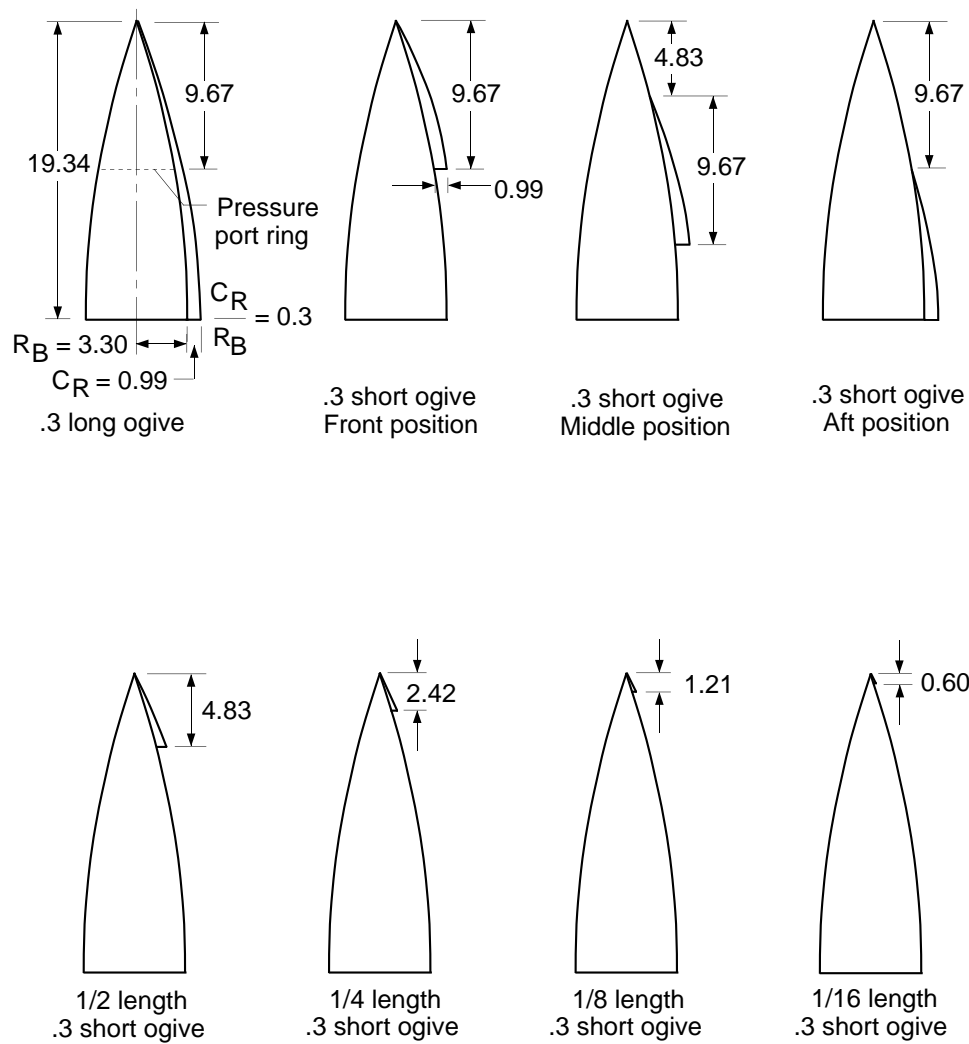 9.67
19.34
Pressure
port ring
C_R / R_B = 0.3
R_B = 3.30
C_R = 0.99
.3 long ogive
9.67
0.99
.3 short ogive
Front position
4.83
9.67
.3 short ogive
Middle position
9.67
.3 short ogive
Aft position
4.83
1/2 length
.3 short ogive
2.42
1/4 length
.3 short ogive
1.21
1/8 length
.3 short ogive
0.60
1/16 length
.3 short ogive